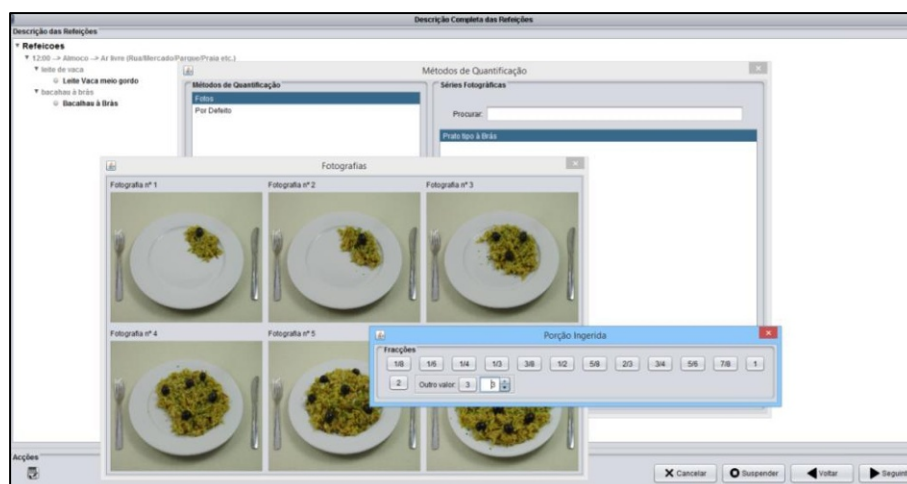 Descrição Completa das Refeições
Descrição das Refeições
Refeicoes
12:00 --> Almoco --> Ar livre (Rua/Mercado/Parque/Praia etc.)
leite de vaca
Leite Vaca meio gordo
bacalhau à brás
Bacalhau à Brás
Métodos de Quantificação
Métodos de Quantificação
Fotos
Por Defeito
Séries Fotográficas
Procurar:
Prato tipo à Brás
Fotografias
Fotografia nº 1
Fotografia nº 2
Fotografia nº 3
Fotografia nº 4
Fotografia nº 5
Porção Ingerida
Fracções
1/8 1/6 1/4 1/3 3/8 1/2 5/8 2/3 3/4 5/6 7/8 1
2 Outro valor: 3 3
Acções
Cancelar Suspender Voltar Seguint